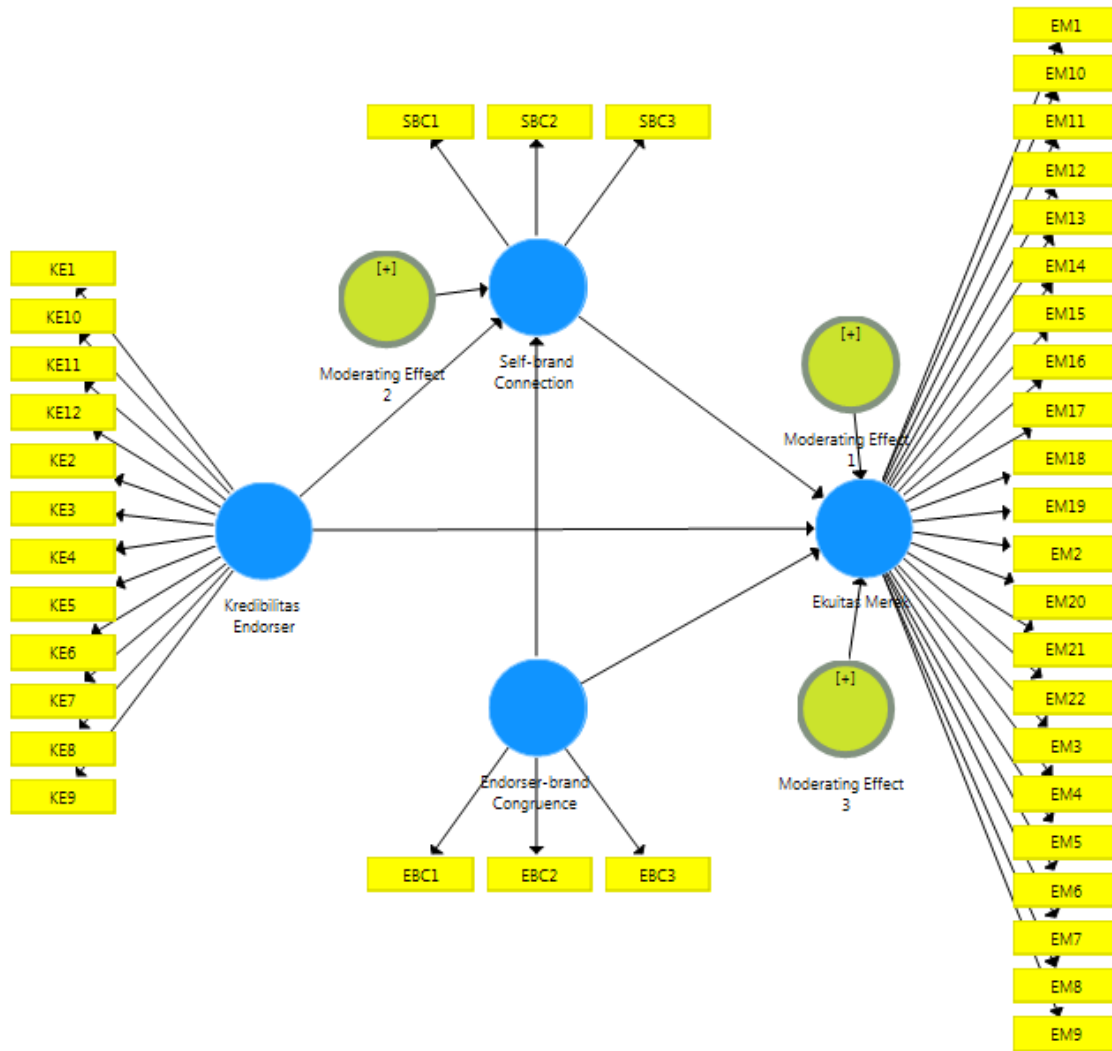 SBC1
SBC2
SBC3
KE1
KE10
KE11
KE12
KE2
KE3
KE4
KE5
KE6
KE7
KE8
KE9
[+]
Moderating Effect
2
Self-brand
Connection
Kredibilitas
Endorser
Endorser-brand
Congruence
EBC1
EBC2
EBC3
[+]
Moderating Effect
1
Ekuitas Merek
[+]
Moderating Effect
3
EM1
EM10
EM11
EM12
EM13
EM14
EM15
EM16
EM17
EM18
EM19
EM2
EM20
EM21
EM22
EM3
EM4
EM5
EM6
EM7
EM8
EM9